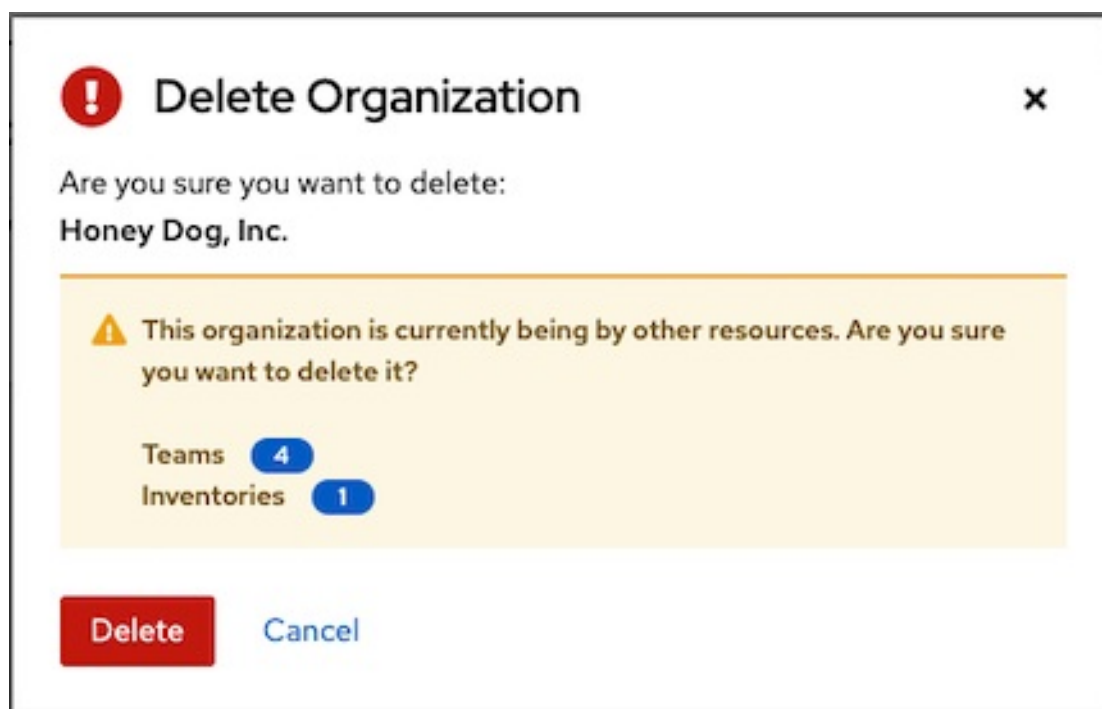 Delete Organization
Are you sure you want to delete:
Honey Dog, Inc.
This organization is currently being by other resources. Are you sure
you want to delete it?
Teams 4
Inventories 1
Delete Cancel